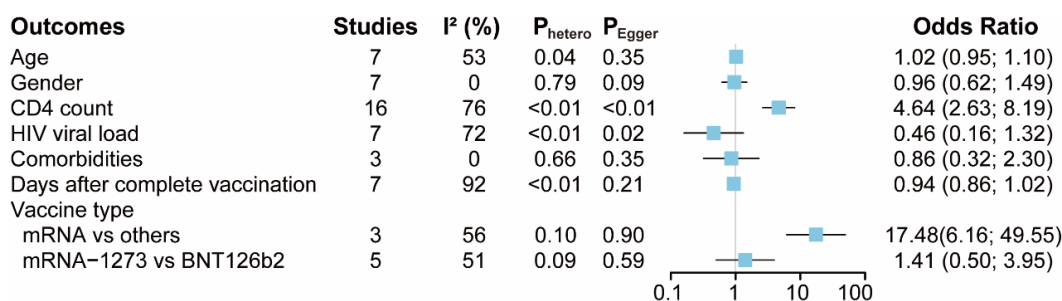 Outcomes Studies I² (%) Phetero PEgger Odds Ratio
Age 7 53 0.04 0.35 1.02 (0.95; 1.10)
Gender 7 0 0.79 0.09 0.96 (0.62; 1.49)
CD4 count 16 76 <0.01 <0.01 4.64 (2.63; 8.19)
HIV viral load 7 72 <0.01 0.02 0.46 (0.16; 1.32)
Comorbidities 3 0 0.66 0.35 0.86 (0.32; 2.30)
Days after complete vaccination 7 92 <0.01 0.21 0.94 (0.86; 1.02)
Vaccine type
mRNA vs others 3 56 0.10 0.90 17.48(6.16; 49.55)
mRNA−1273 vs BNT126b2 5 51 0.09 0.59 1.41 (0.50; 3.95)
0.1 1 10 100